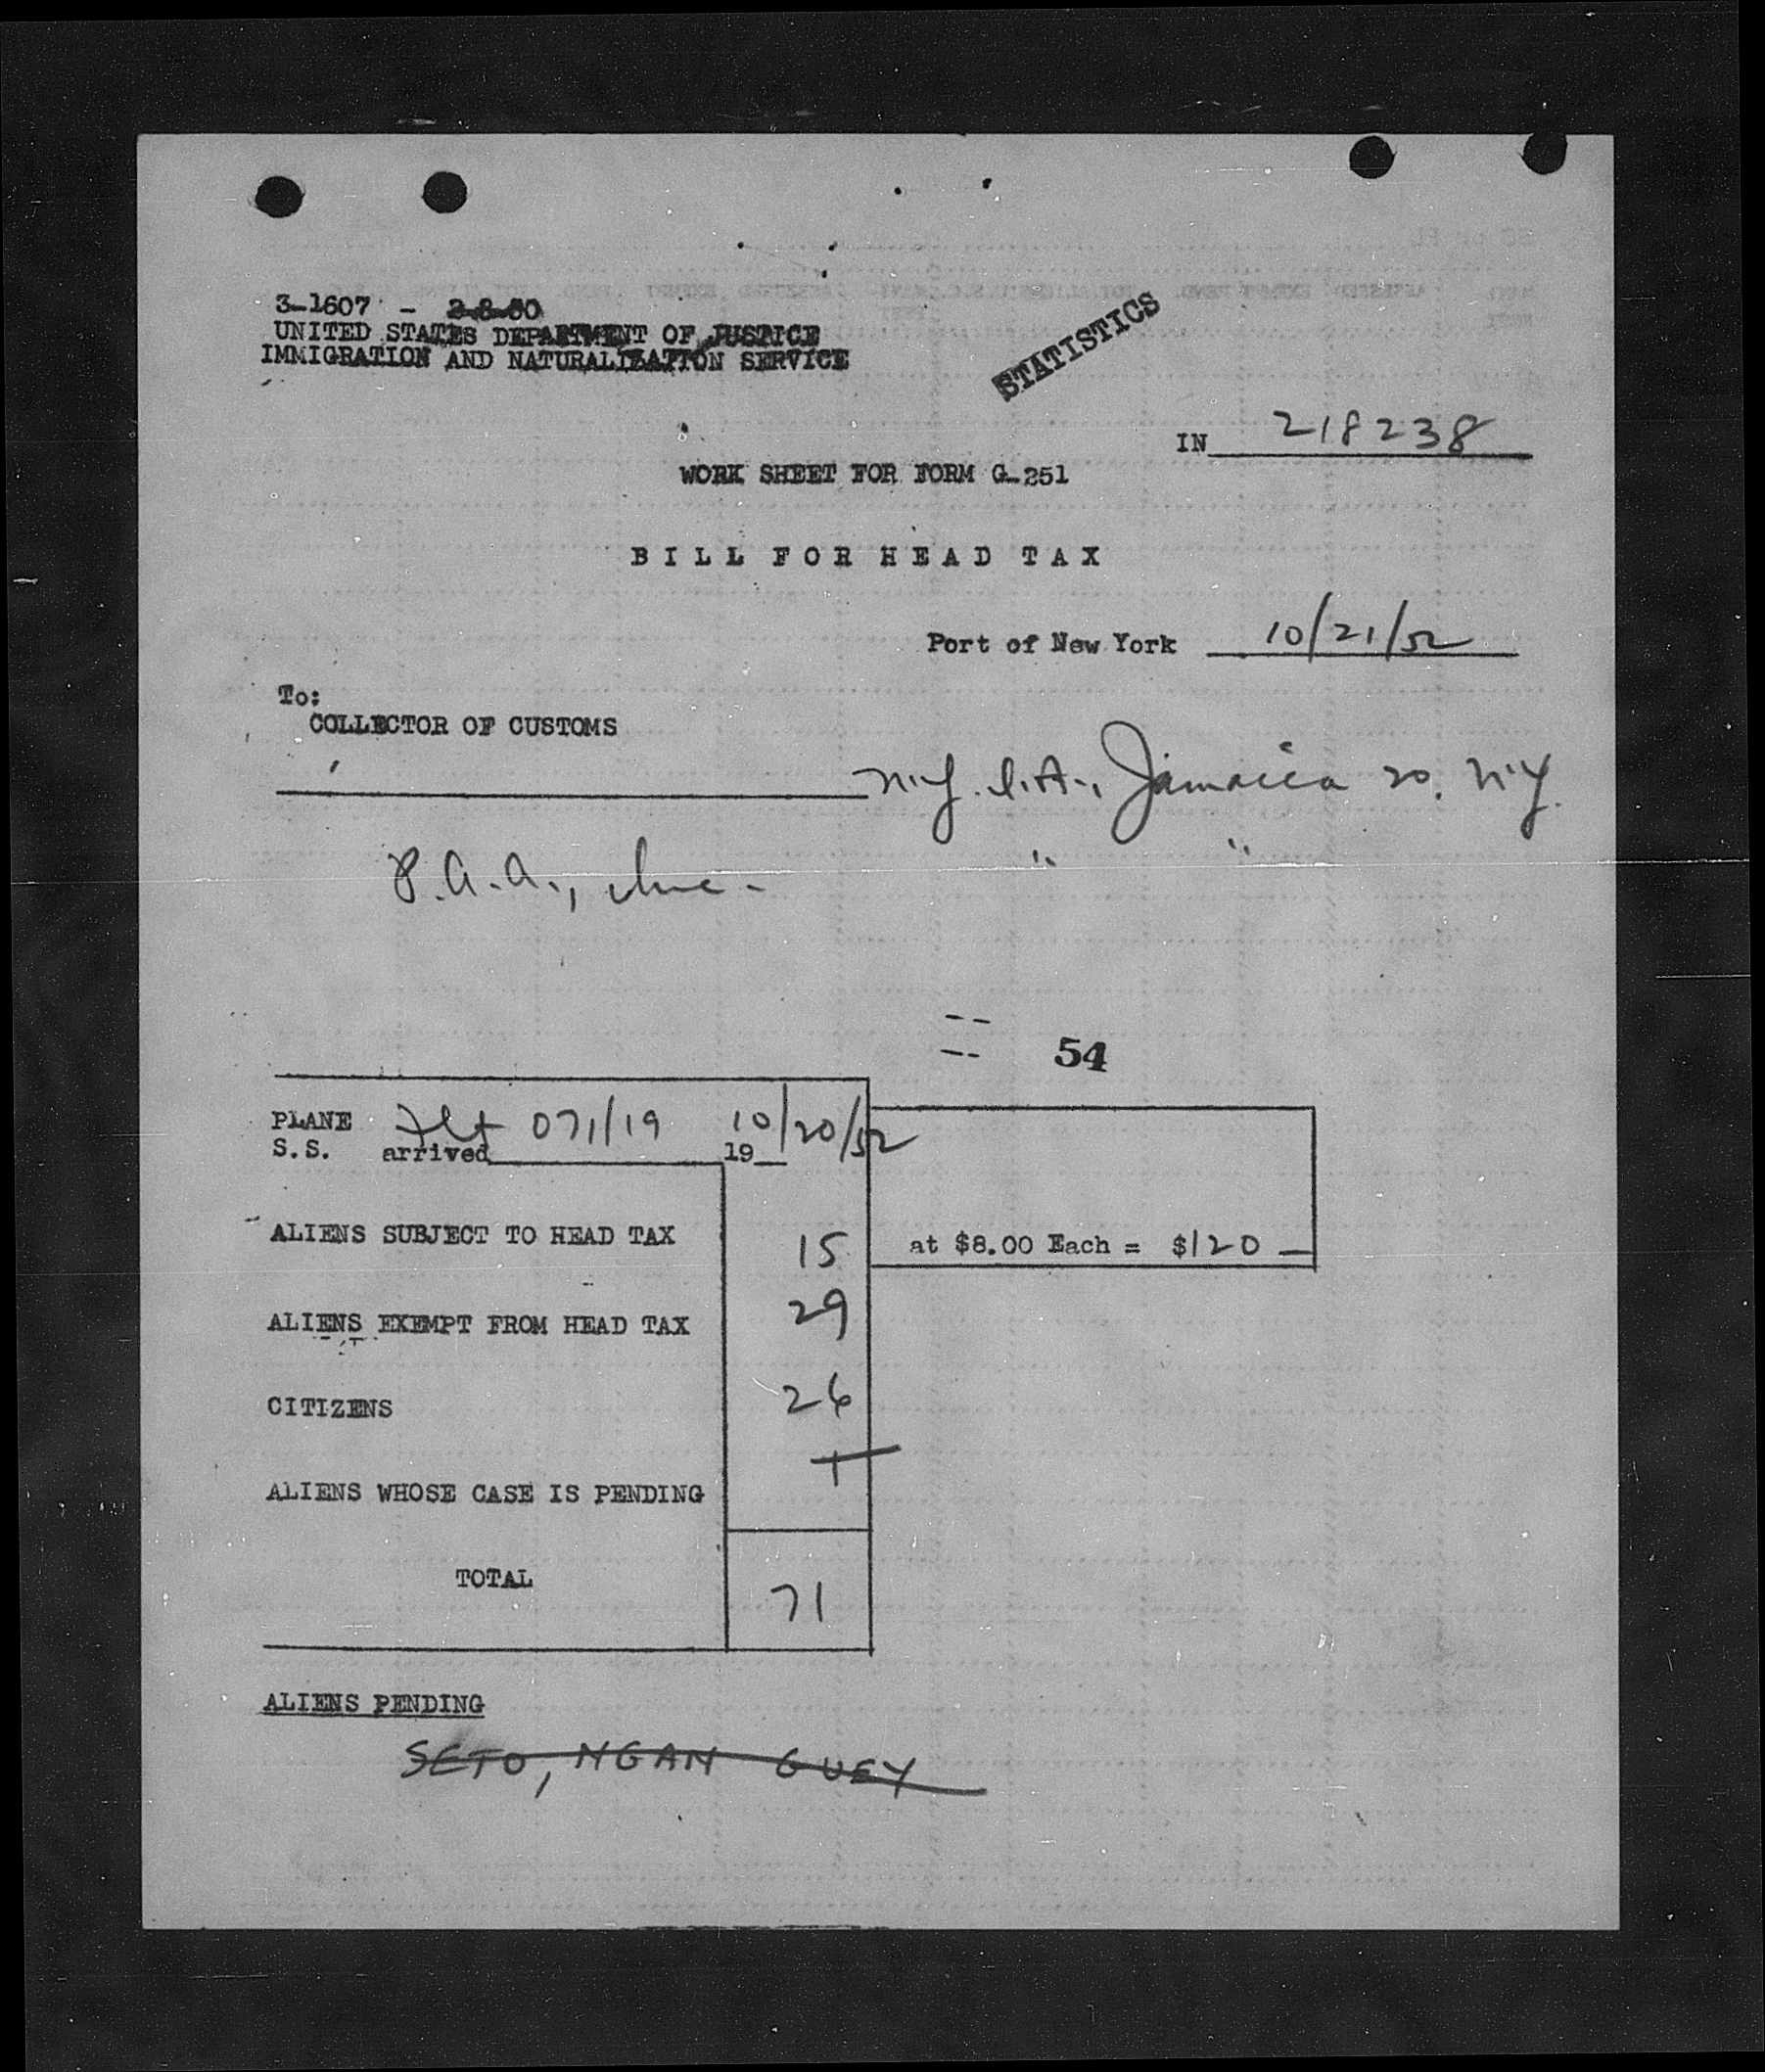 3-1607 - 2-8-50
UNITED STATES DEPARTMENT OF JUSTICE
IMMIGRATION AND NATURALIZATION SERVICE
STATISTICS
IN 218238
WORK SHEET FOR FORM G-251
BILL FOR HEAD TAX
Port of New York 10/21/52
To:
COLLECTOR OF CUSTOMS
N.Y. I.A., Jamaica 20, N.Y.
P.A.A., Inc. " "
54
PLANE Flt 071/19 10/20/52
S.S. arrived 19
ALIENS SUBJECT TO HEAD TAX 15 at $8.00 Each = $120 —
ALIENS EXEMPT FROM HEAD TAX 29
CITIZENS 26
ALIENS WHOSE CASE IS PENDING 1
TOTAL 71
ALIENS PENDING
SETO, NGAN GUEY